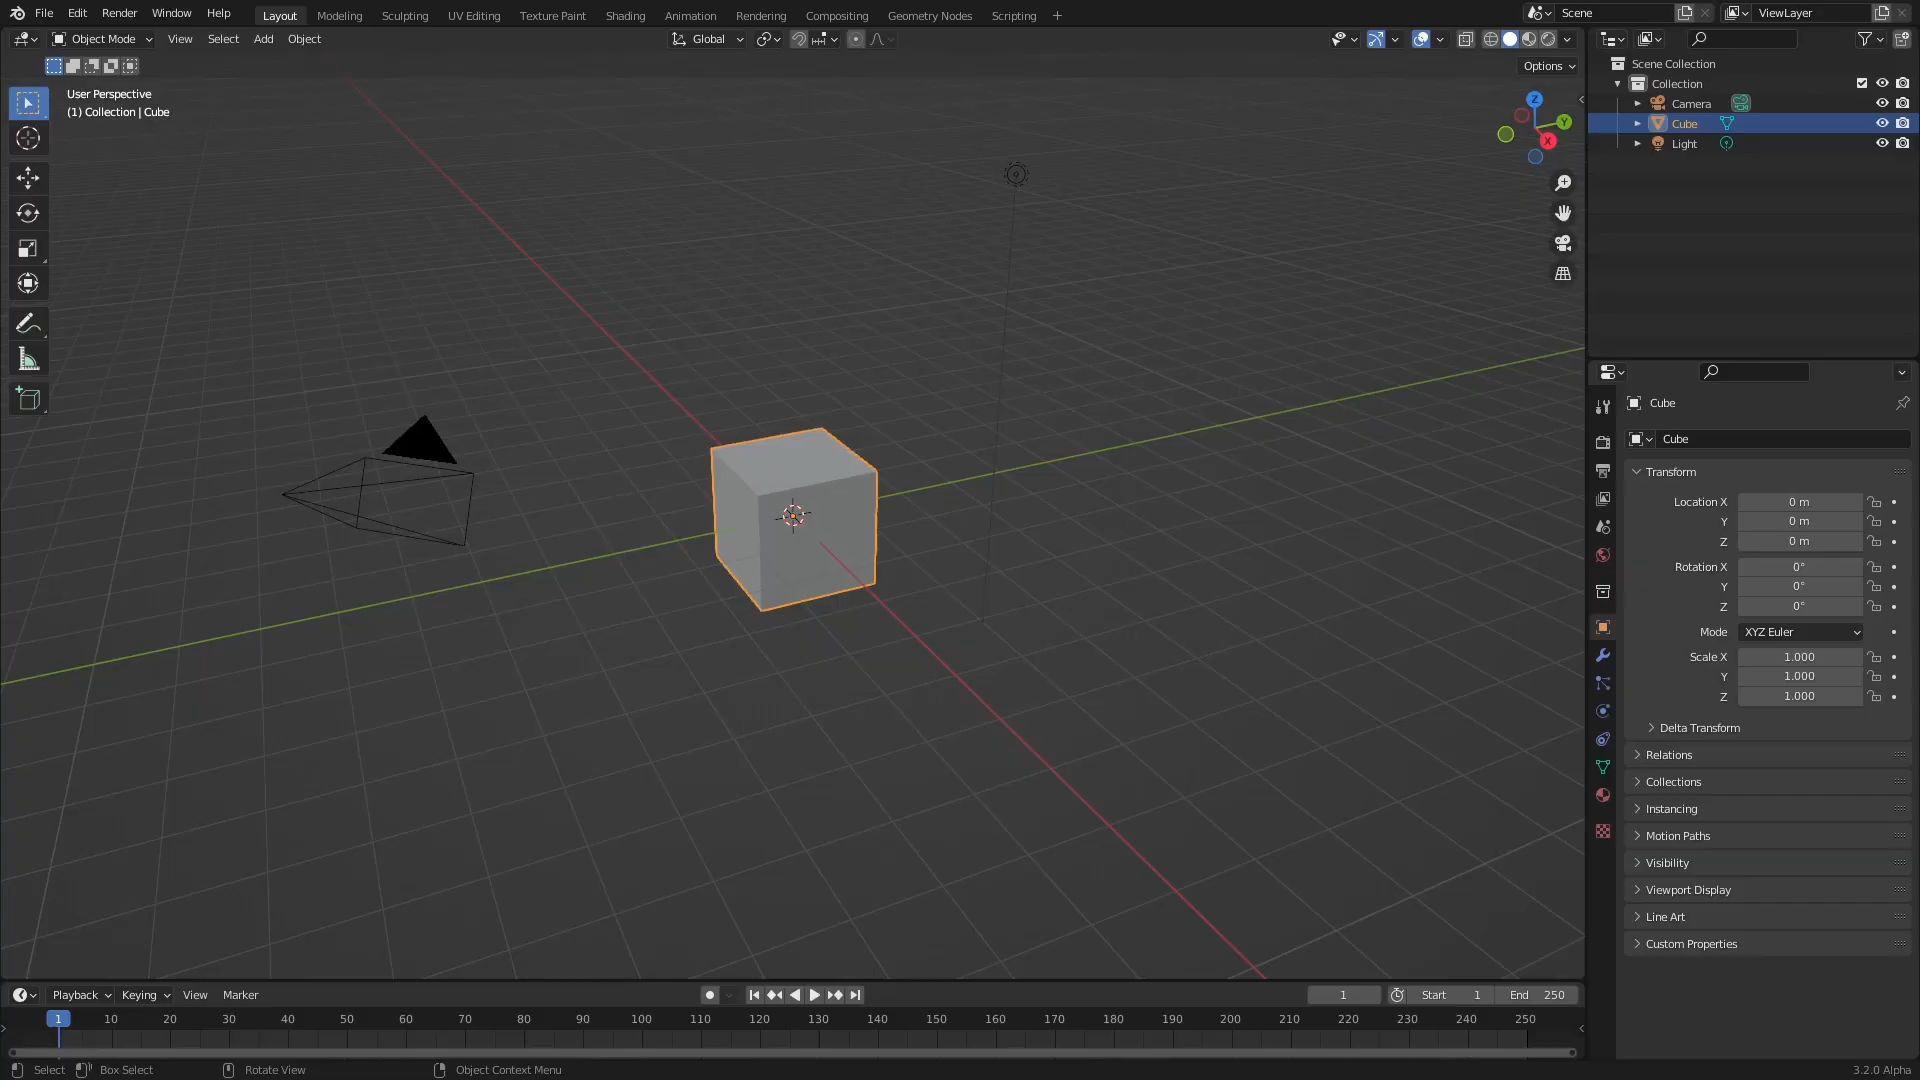 File Edit Render Window Help Layout Modeling Sculpting UV Editing Texture Paint Shading Animation Rendering Compositing Geometry Nodes Scripting + Scene ViewLayer
Object Mode View Select Add Object Global
Options
User Perspective
(1) Collection | Cube
Z
Y
X
Scene Collection
Collection
Camera
Cube
Light
Cube
Cube
Transform
Location X 0 m
Y 0 m
Z 0 m
Rotation X 0°
Y 0°
Z 0°
Mode XYZ Euler
Scale X 1.000
Y 1.000
Z 1.000
Delta Transform
Relations
Collections
Instancing
Motion Paths
Visibility
Viewport Display
Line Art
Custom Properties
Playback Keying View Marker 1 Start 1 End 250
1 10 20 30 40 50 60 70 80 90 100 110 120 130 140 150 160 170 180 190 200 210 220 230 240 250
Select Box Select Rotate View Object Context Menu 3.2.0 Alpha